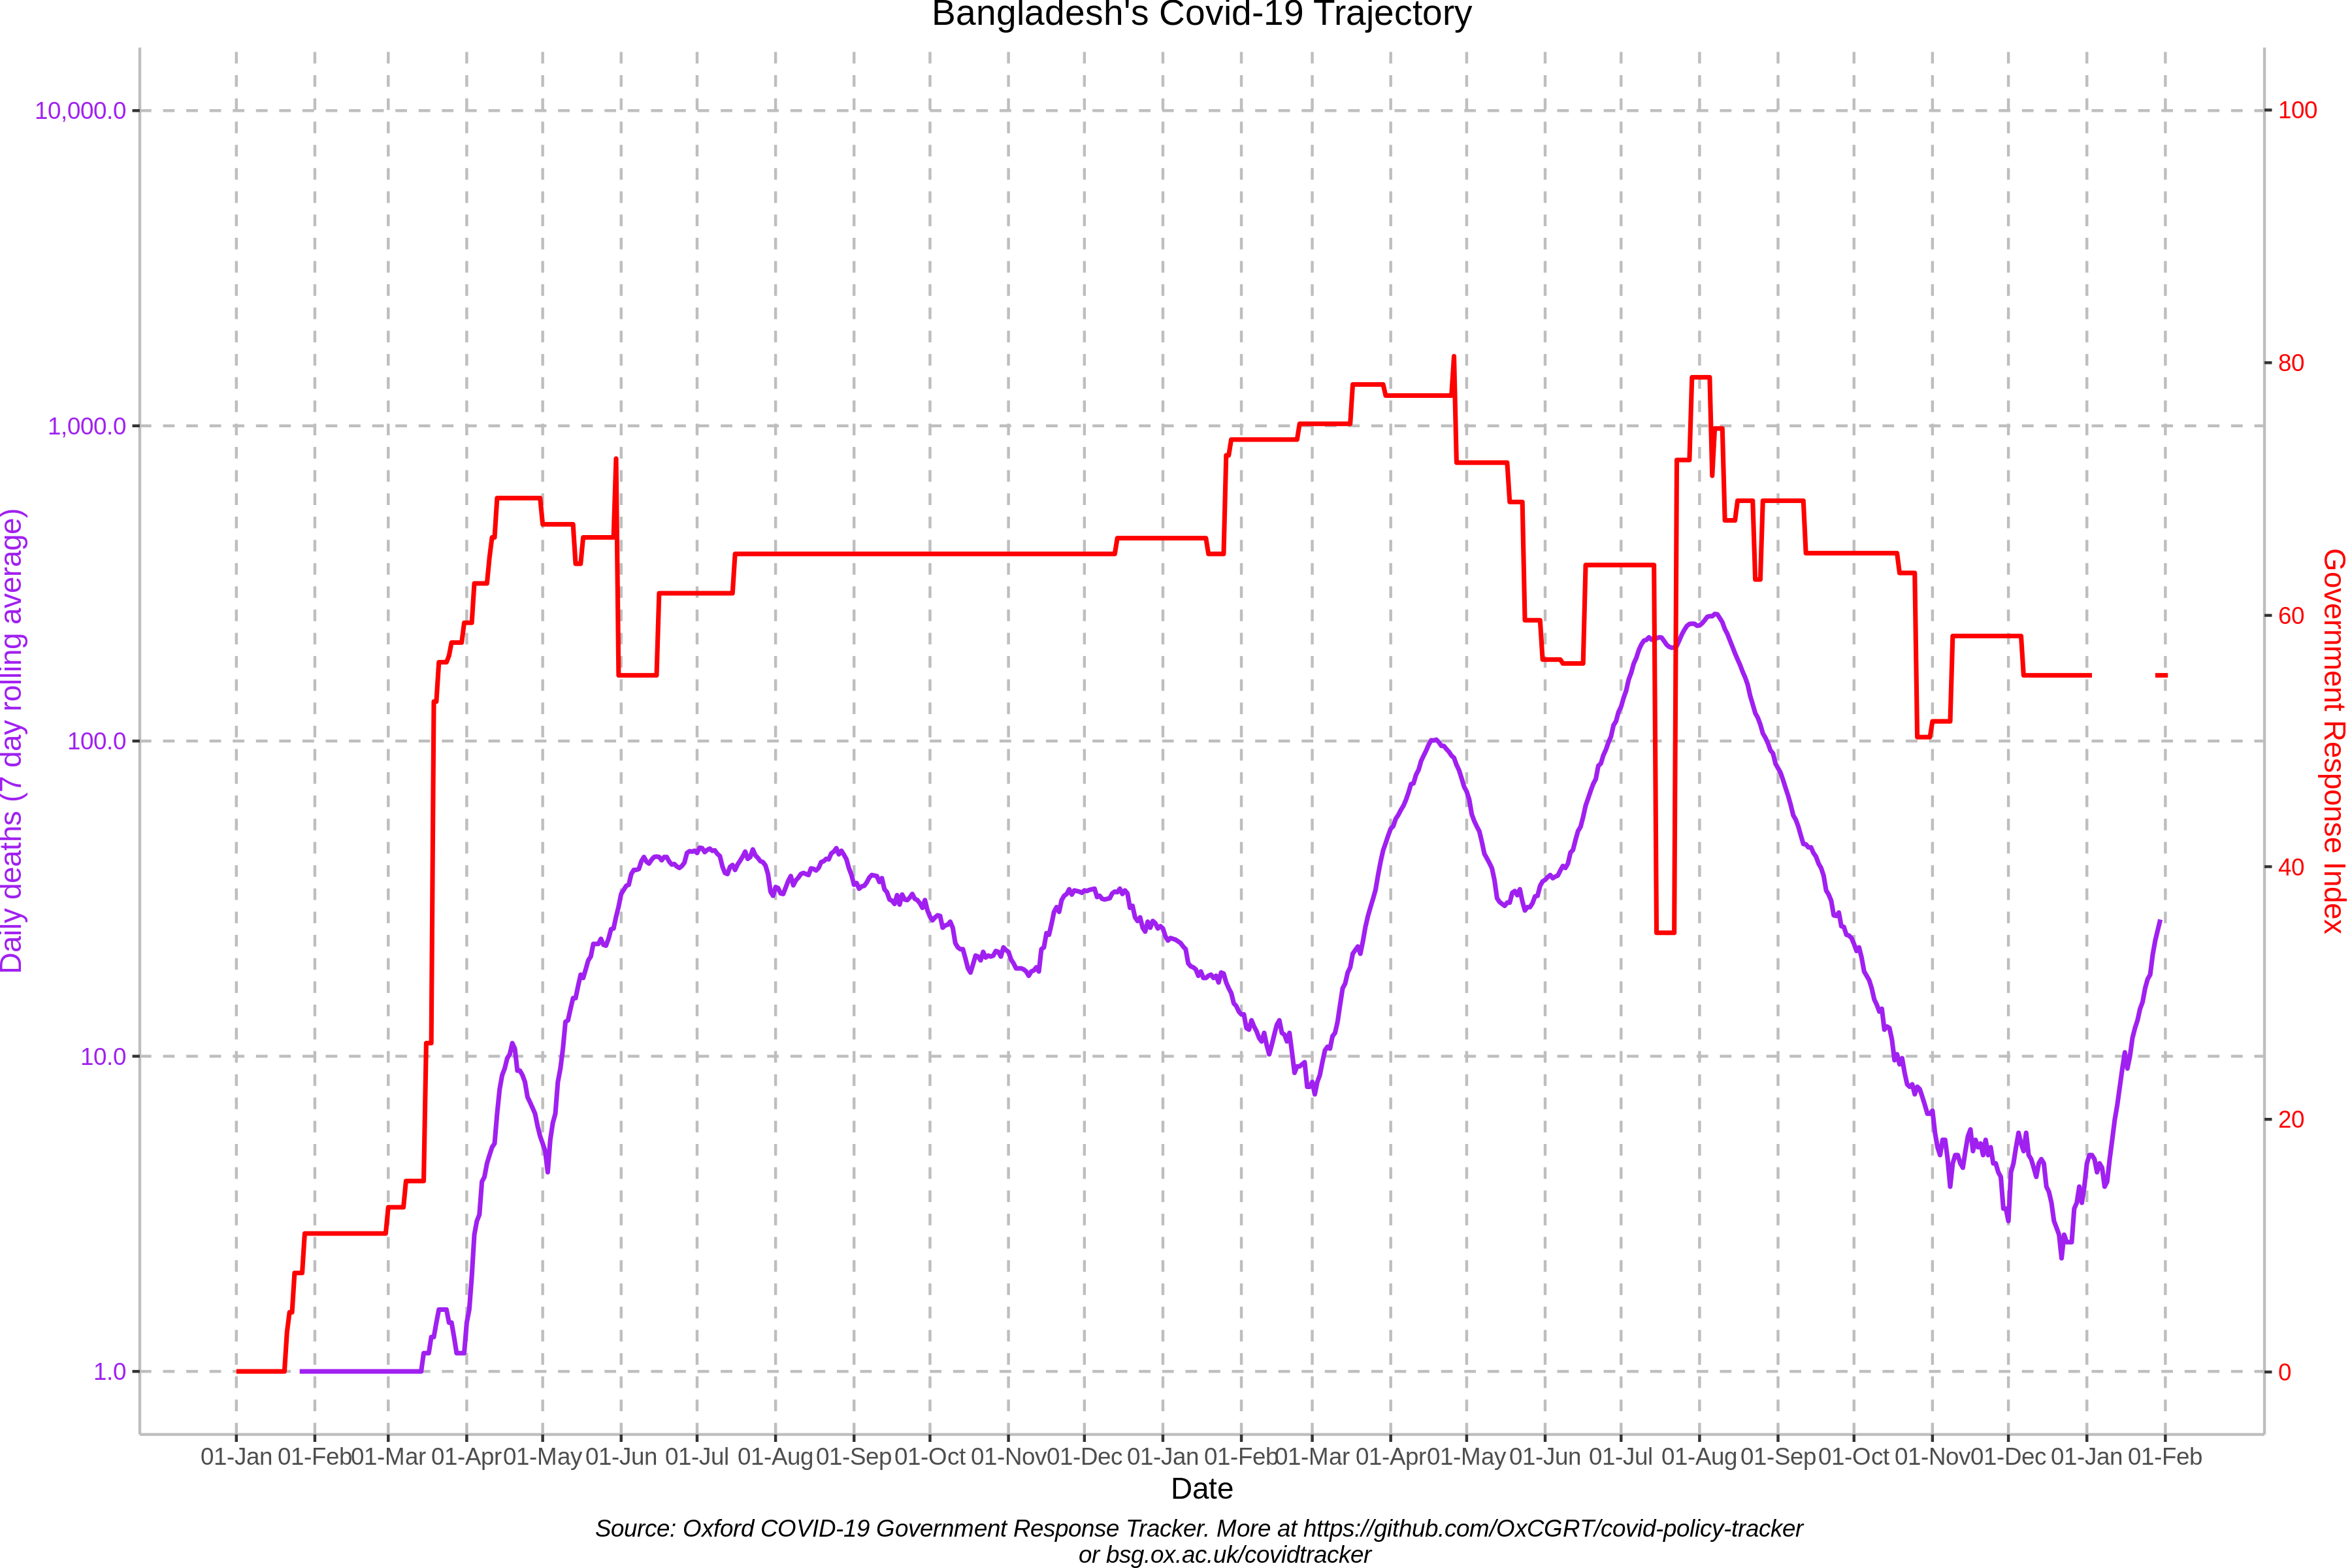 Bangladesh's Covid-19 Trajectory
10,000.0
1,000.0
100.0
10.0
1.0
Daily deaths (7 day rolling average)
100
80
60
40
20
0
Government Response Index
01-Jan 01-Feb 01-Mar 01-Apr 01-May 01-Jun 01-Jul 01-Aug 01-Sep 01-Oct 01-Nov 01-Dec 01-Jan 01-Feb 01-Mar 01-Apr 01-May 01-Jun 01-Jul 01-Aug 01-Sep 01-Oct 01-Nov 01-Dec 01-Jan 01-Feb
Date
Source: Oxford COVID-19 Government Response Tracker. More at https://github.com/OxCGRT/covid-policy-tracker
or bsg.ox.ac.uk/covidtracker